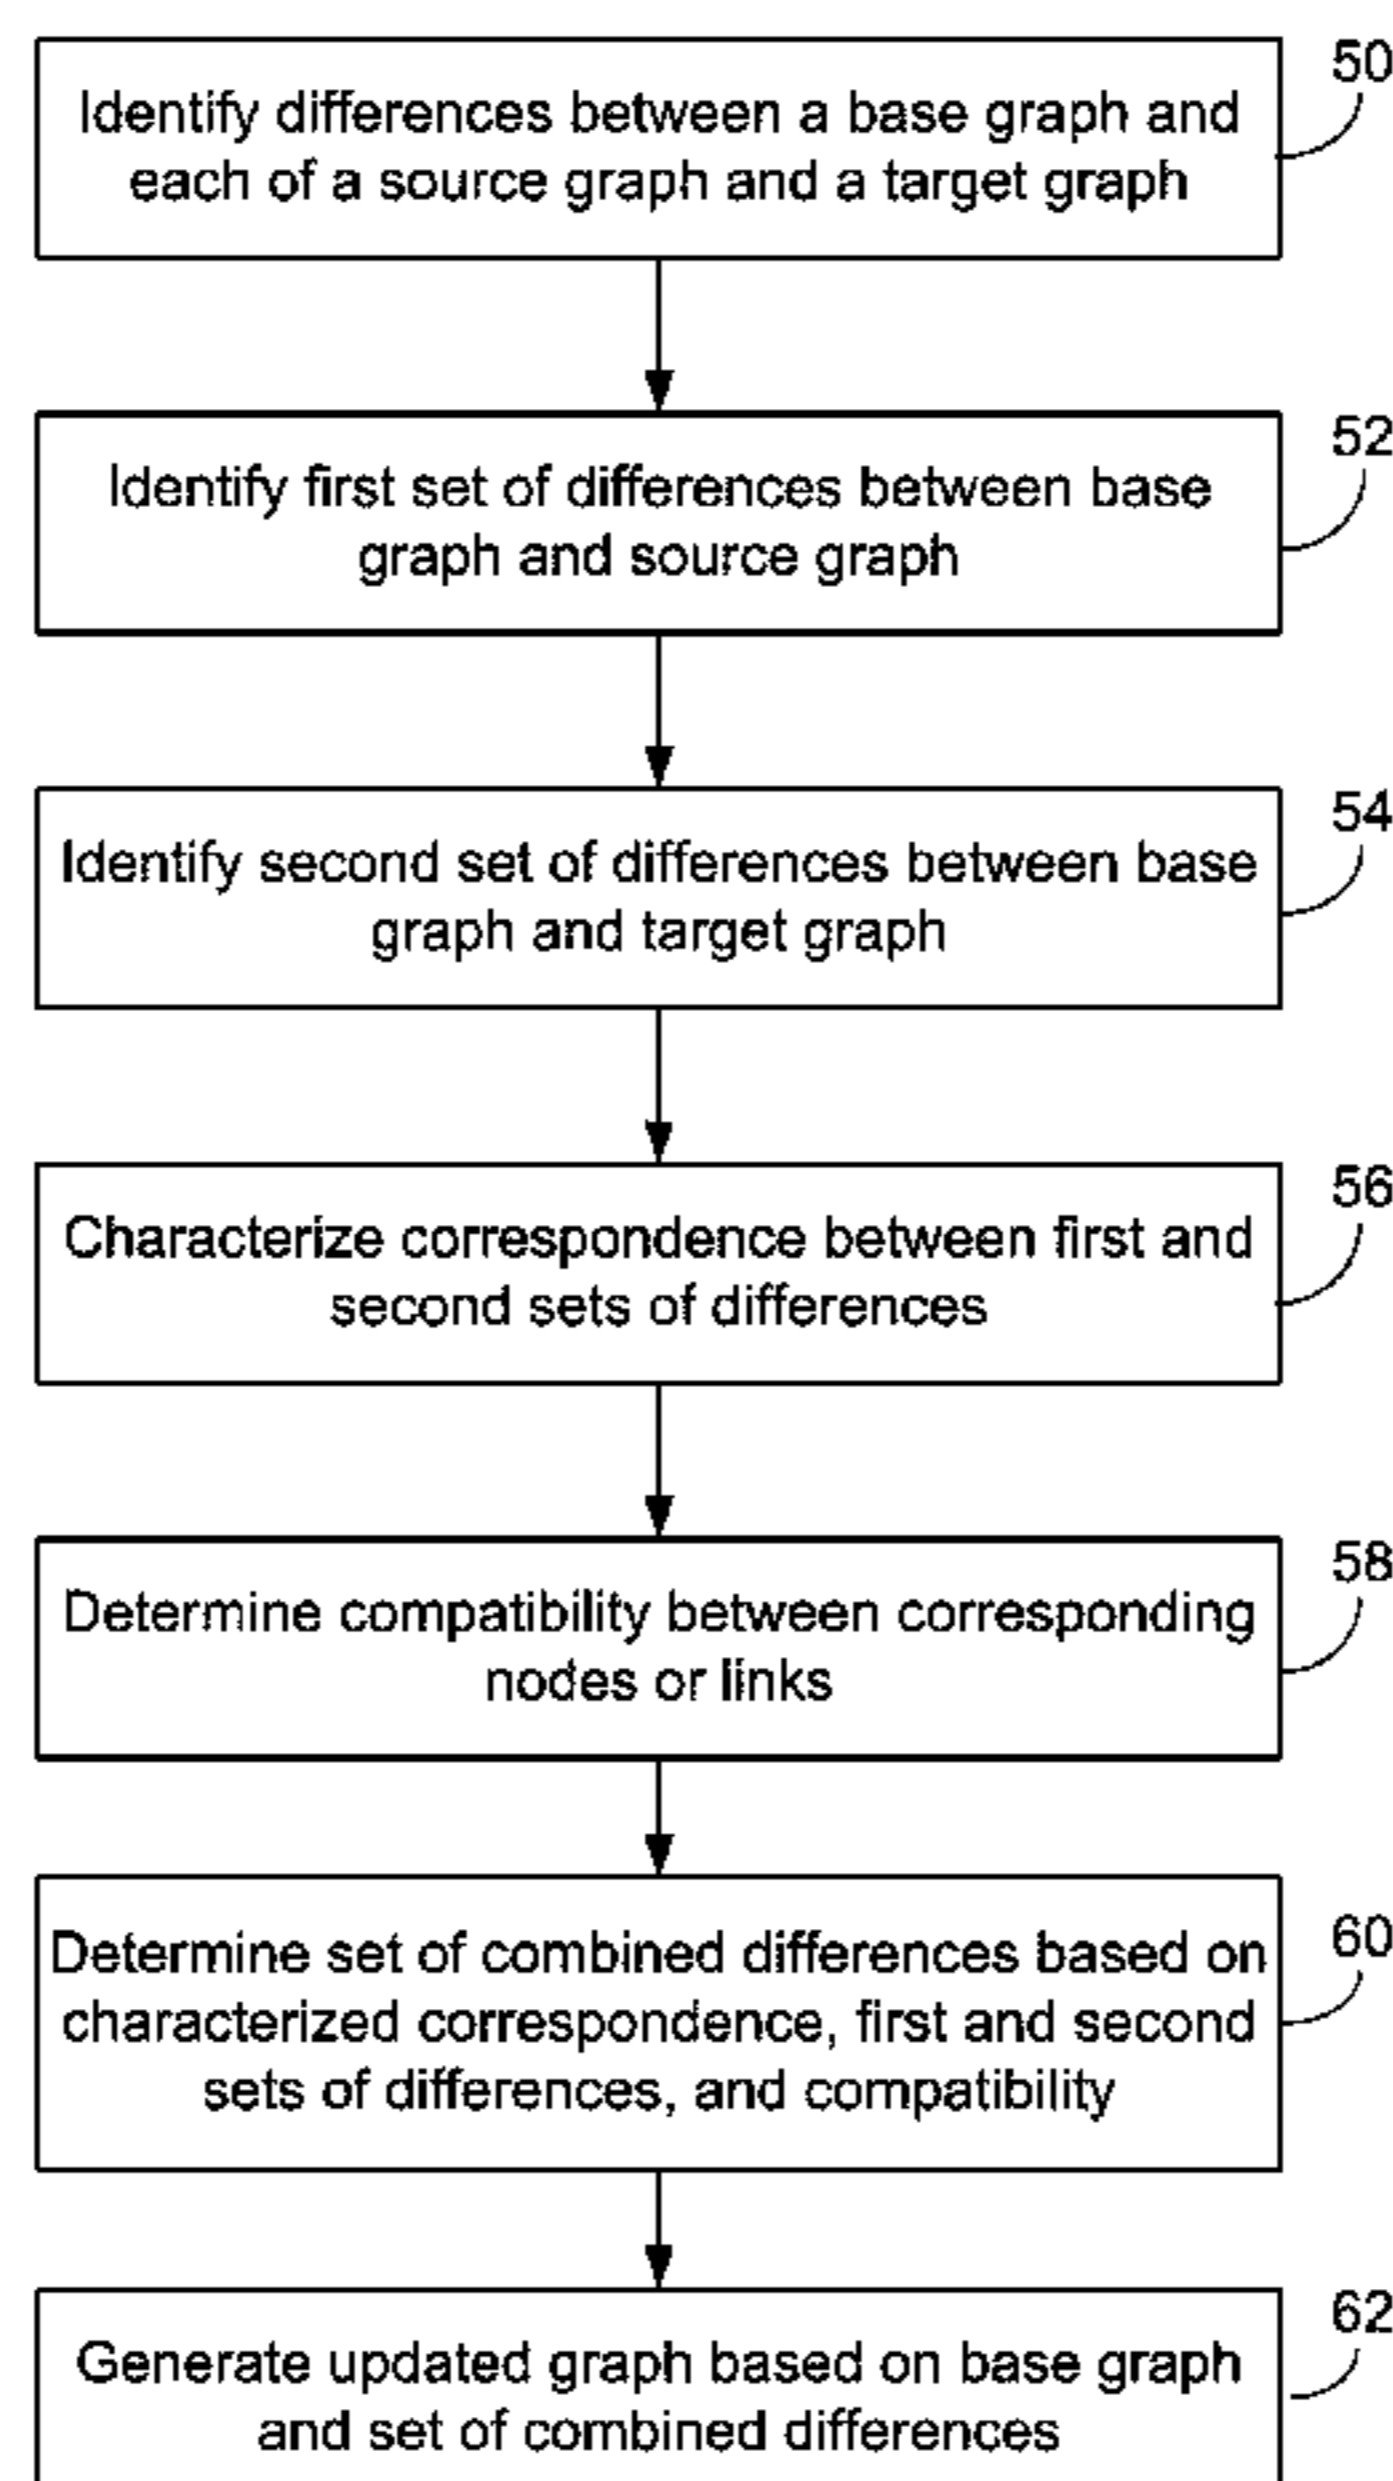 50
Identify differences between a base graph and
each of a source graph and a target graph
52
Identify first set of differences between base
graph and source graph
54
Identify second set of differences between base
graph and target graph
56
Characterize correspondence between first and
second sets of differences
58
Determine compatibility between corresponding
nodes or links
60
Determine set of combined differences based on
characterized correspondence, first and second
sets of differences, and compatibility
62
Generate updated graph based on base graph
and set of combined differences